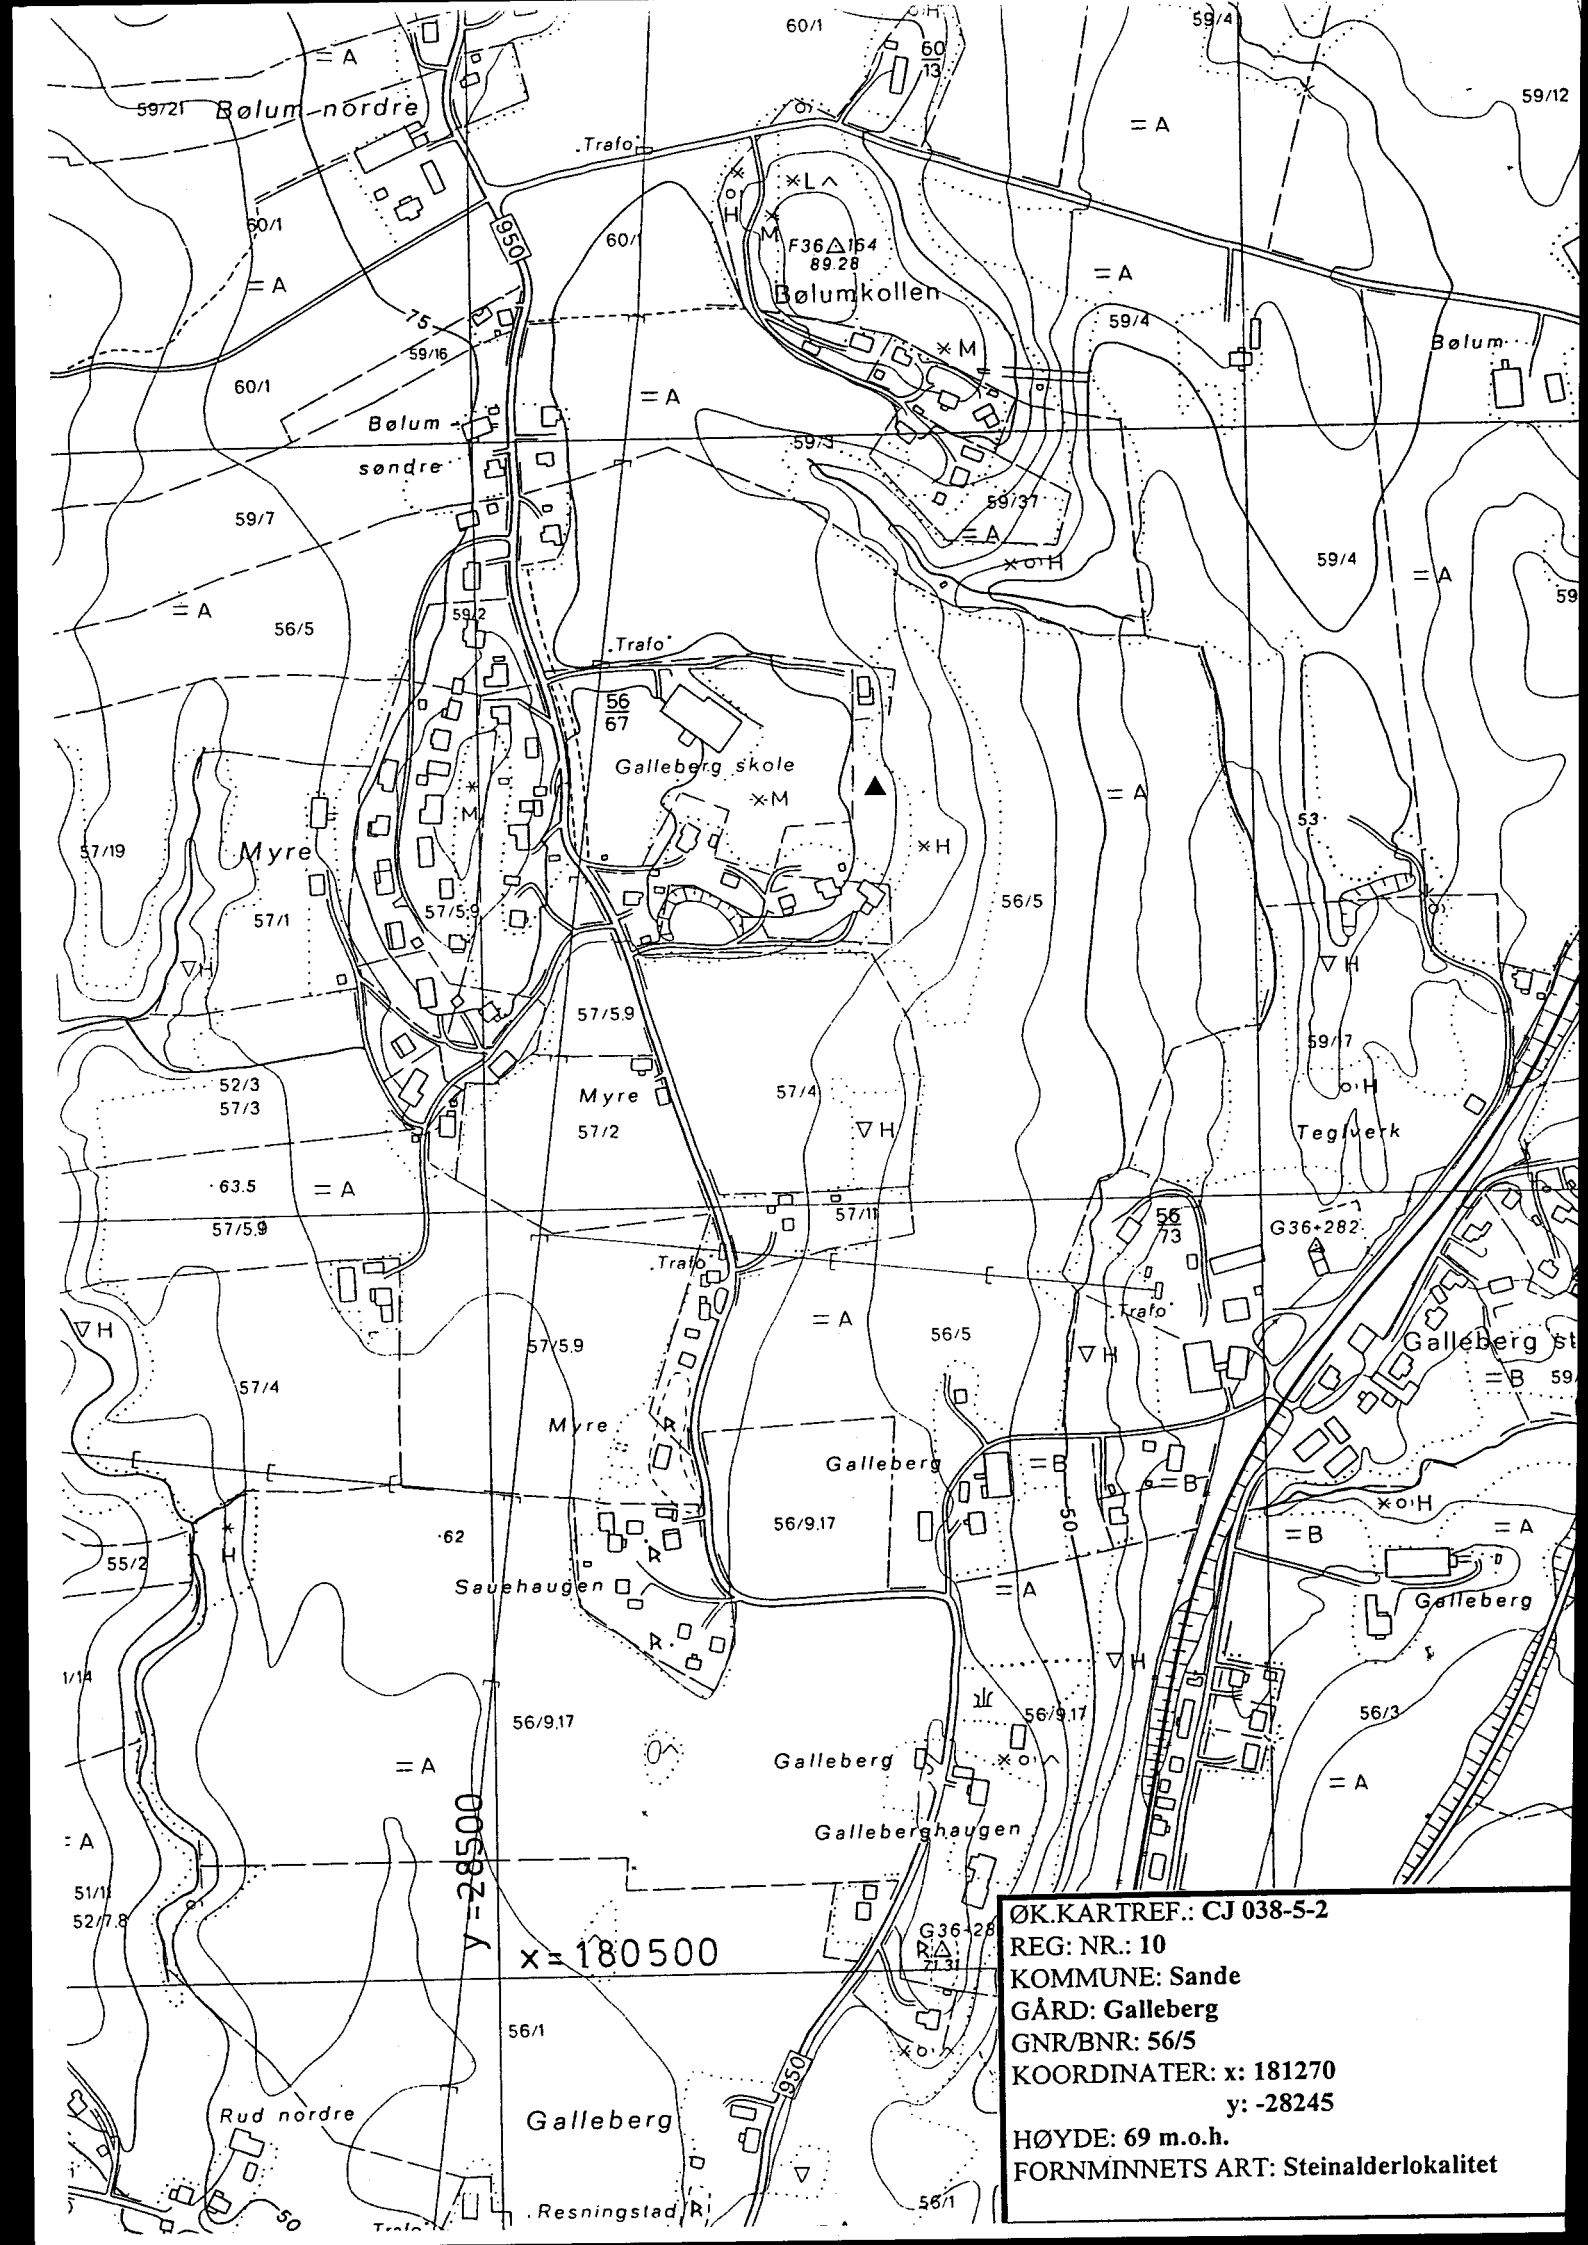 O·H
59/4
60/1
60
13
= A
59/21
Bølum nordre
59/12
= A
.Trafo
×L^
60/1
H
M
950
60/1
F36△164
89.28
= A
= A
Bølumkollen
75
59/4
59/16
×M
Bølum
60/1
= A
Bølum
59/3
søndre
59/37
59/7
= A
×O·H
59/4
= A
59
59/2
= A
56/5
.Trafo
56
67
Galleberg skole
×M
= A
M
53
Myre
×H
57/19
57/5.9
56/5
57/1
▽H
▽H
57/5.9
59/17
52/3
57/3
O·H
Myre
57/4
57/2
▽H
Teglverk
· 63.5
= A
57/11
56
73
57/5.9
G36+282
.Trafo
.Trafo
▽H
= A
56/5
57/5.9
▽H
Galleberg st
= B
59/
57/4
Myre
R
Galleberg
= B
= B
50
×O·H
56/9.17
= B
= A
·62
H
55/2
R
Sauehaugen
= A
Galleberg
R
▽H
1/14
56/9.17
56/9.17
56/3
Galleberg
×O·^
= A
= A
y = -28500
Galleberghaugen
: A
51/11
52/7.8
ØK.KARTREF.: CJ 038-5-2
G36+28
x = 180500
R△
71.31
REG: NR.: 10
KOMMUNE: Sande
GÅRD: Galleberg
56/1
GNR/BNR: 56/5
×O·^
KOORDINATER: x: 181270
950
y: -28245
Rud nordre
Galleberg
HØYDE: 69 m.o.h.
FORNMINNETS ART: Steinalderlokalitet
▽
50
.Resningstad
R
56/1
Trafo